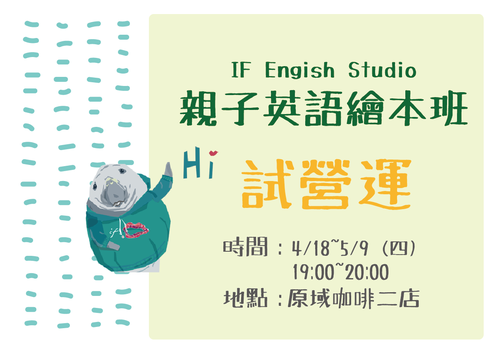 IF Engish Studio
親子英語繪本班
Hi
試營運
時間：4/18~5/9 (四)
19:00~20:00
地點：原域咖啡二店